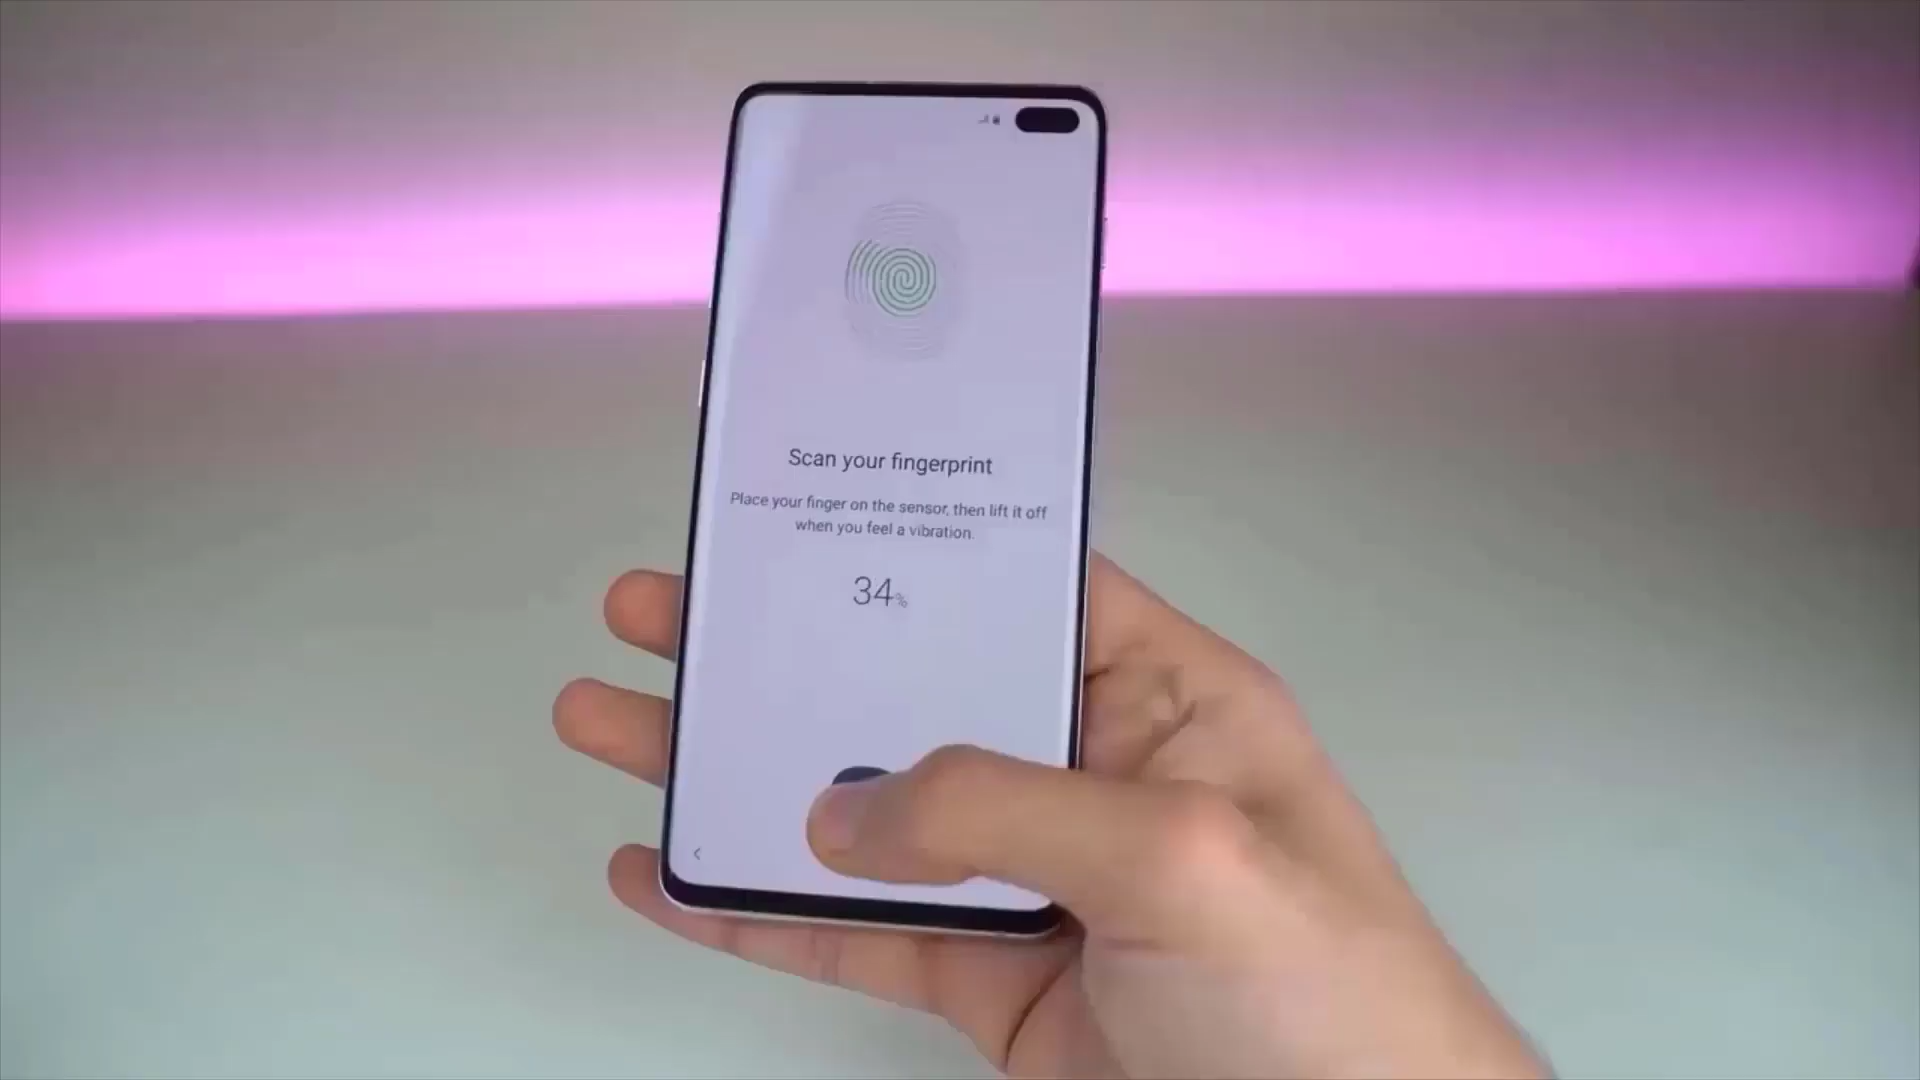 Scan your fingerprint
Place your finger on the sensor, then lift it off
when you feel a vibration.
34%